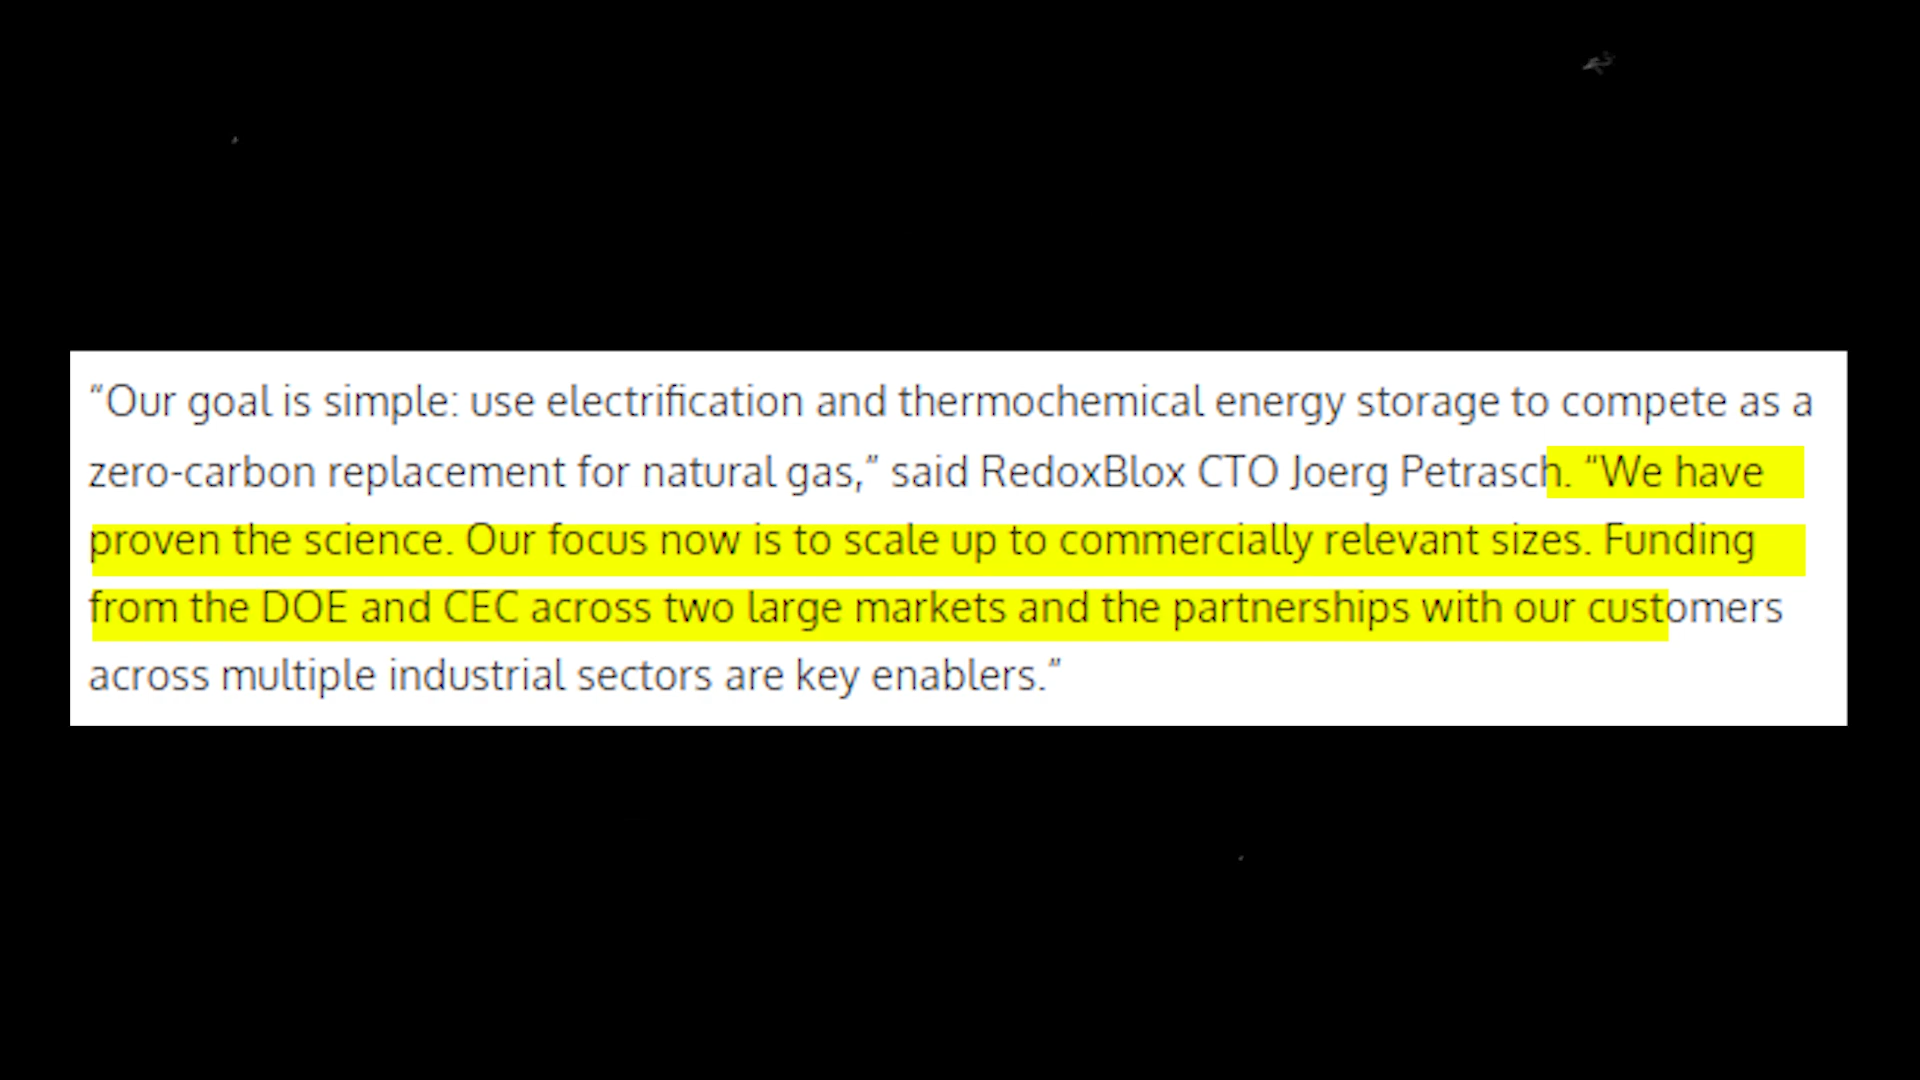 “Our goal is simple: use electrification and thermochemical energy storage to compete as a
zero-carbon replacement for natural gas,” said RedoxBlox CTO Joerg Petrasch. “We have
proven the science. Our focus now is to scale up to commercially relevant sizes. Funding
from the DOE and CEC across two large markets and the partnerships with our customers
across multiple industrial sectors are key enablers.”